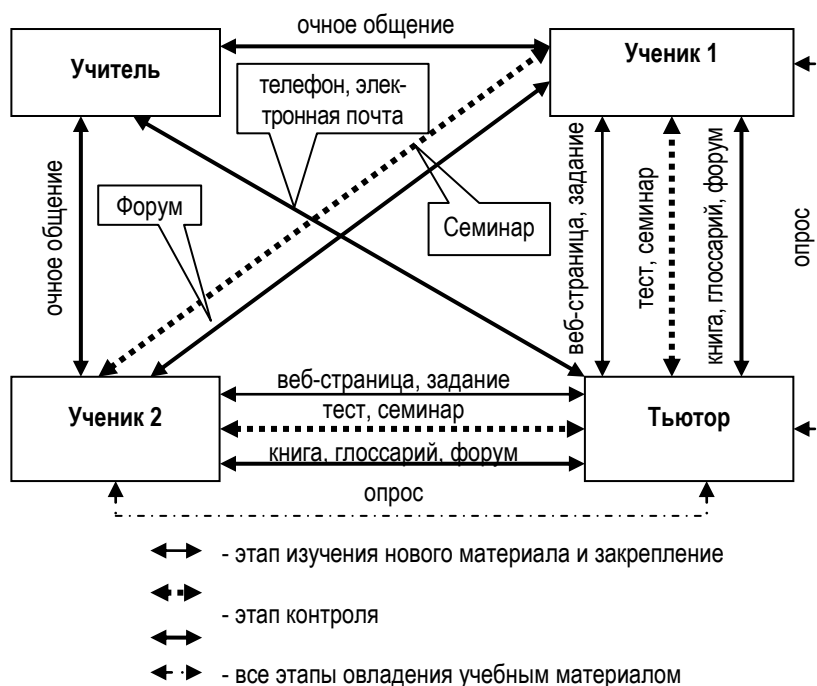 очное общение
Учитель
Ученик 1
телефон, элек-
тронная почта
Форум
Семинар
очное общение
веб-страница, задание
тест, семинар
книга, глоссарий, форум
опрос
Ученик 2
веб-страница, задание
тест, семинар
книга, глоссарий, форум
Тьютор
опрос
- этап изучения нового материала и закрепление
- этап контроля
- все этапы овладения учебным материалом